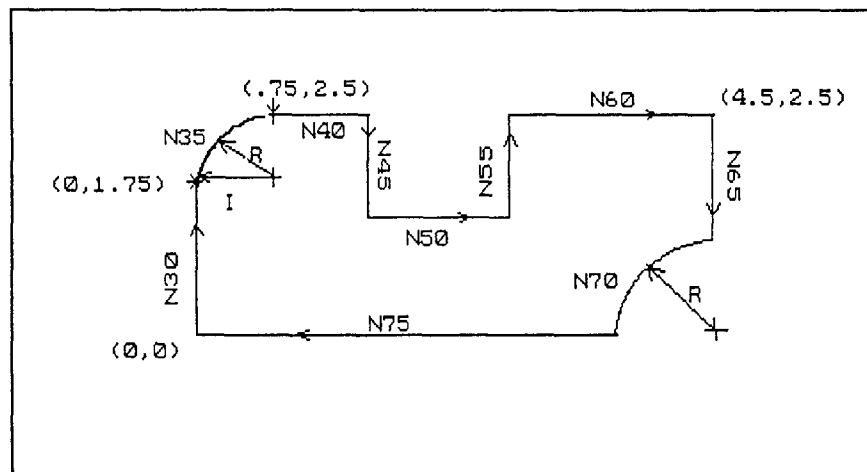 (.75,2.5)
N60
(4.5,2.5)
N35
N40
R
N45
N55
N65
(0,1.75)
I
N50
N30
N70
R
N75
(0,0)